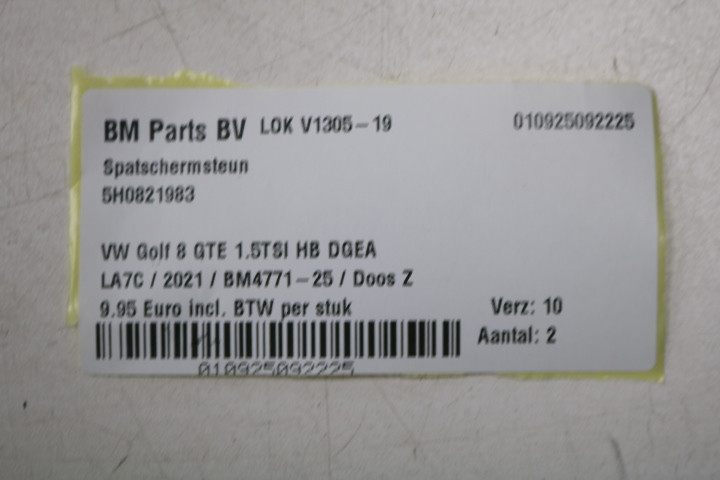 BM Parts BV LOK V1305-19 010925092225
Spatschermsteun
5H0821983
VW Golf 8 GTE 1.5TSI HB DGEA
LA7C / 2021 / BM4771-25 / Doos Z
9.95 Euro incl. BTW per stuk Verz: 10
Aantal: 2
010925092225